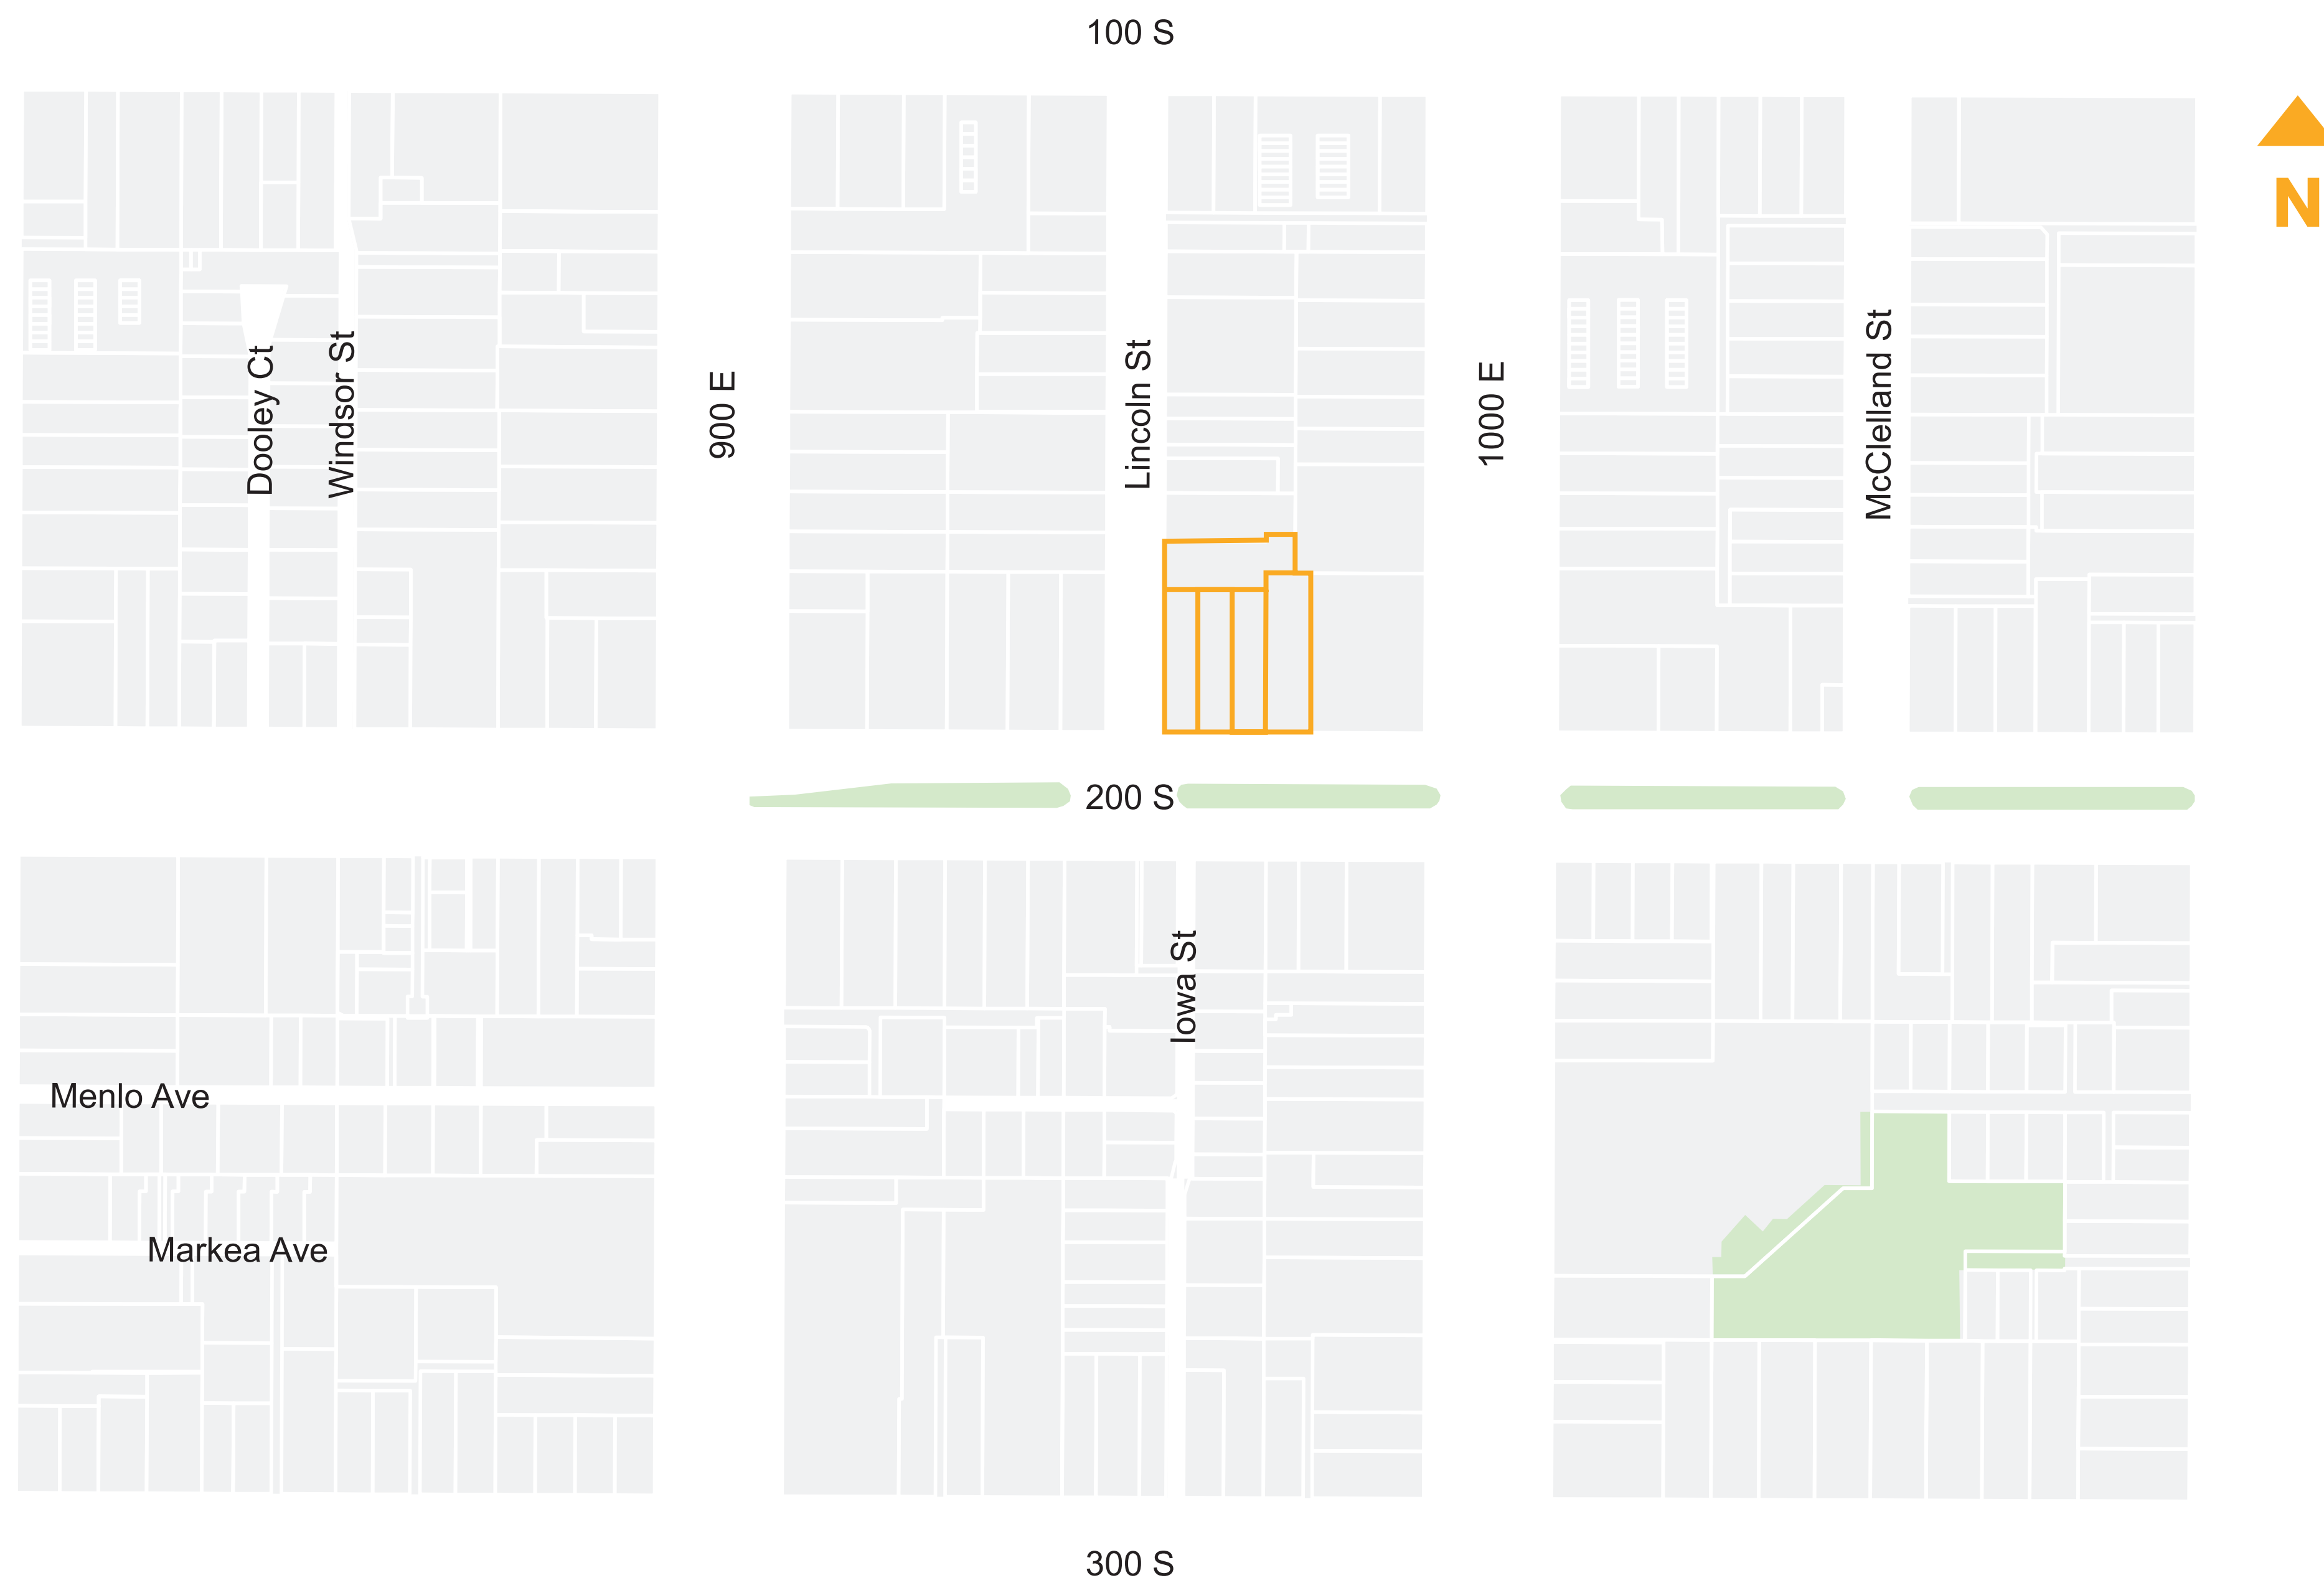 100 S
N
Dooley Ct
Windsor St
900 E
Lincoln St
1000 E
McClelland St
200 S
Iowa St
Menlo Ave
Markea Ave
300 S